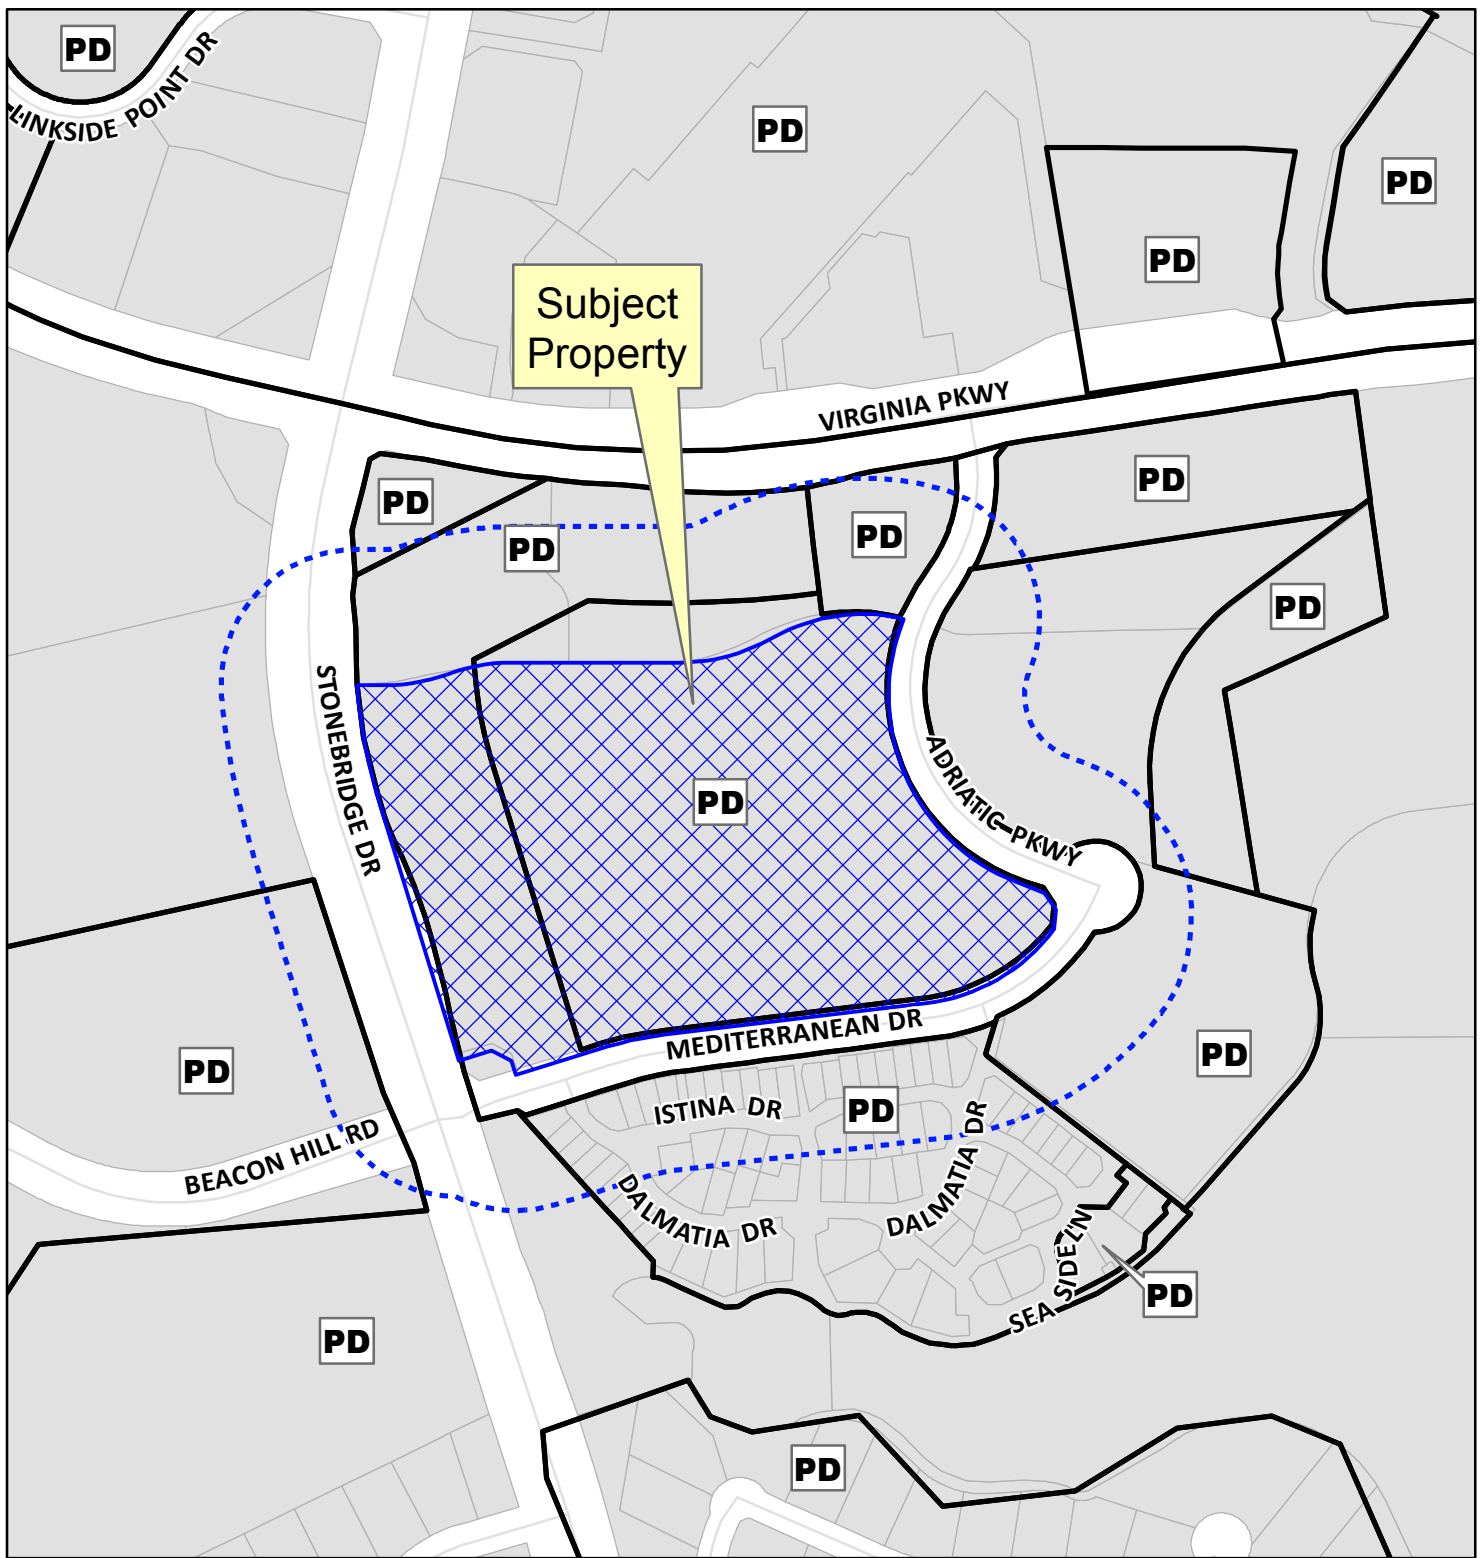 PD
LINKSIDE POINT DR
PD
PD
PD
Subject
Property
VIRGINIA PKWY
PD
PD
PD
PD
PD
STONEBRIDGE DR
PD
ADRIATIC PKWY
MEDITERRANEAN DR
PD
PD
ISTINA DR
PD
BEACON HILL RD
DALMATIA DR
DALMATIA DR
SEA SIDE LN
PD
PD
PD